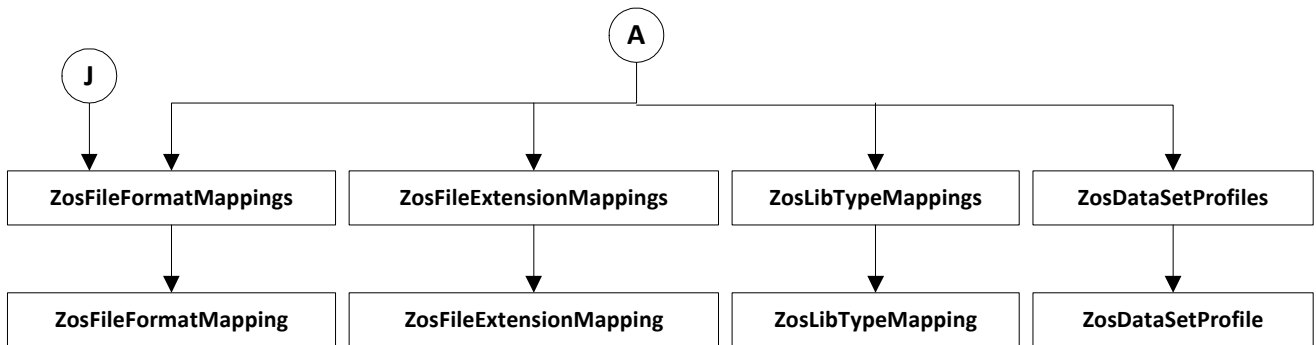 A
J
ZosFileFormatMappings
ZosFileExtensionMappings
ZosLibTypeMappings
ZosDataSetProfiles
ZosFileFormatMapping
ZosFileExtensionMapping
ZosLibTypeMapping
ZosDataSetProfile